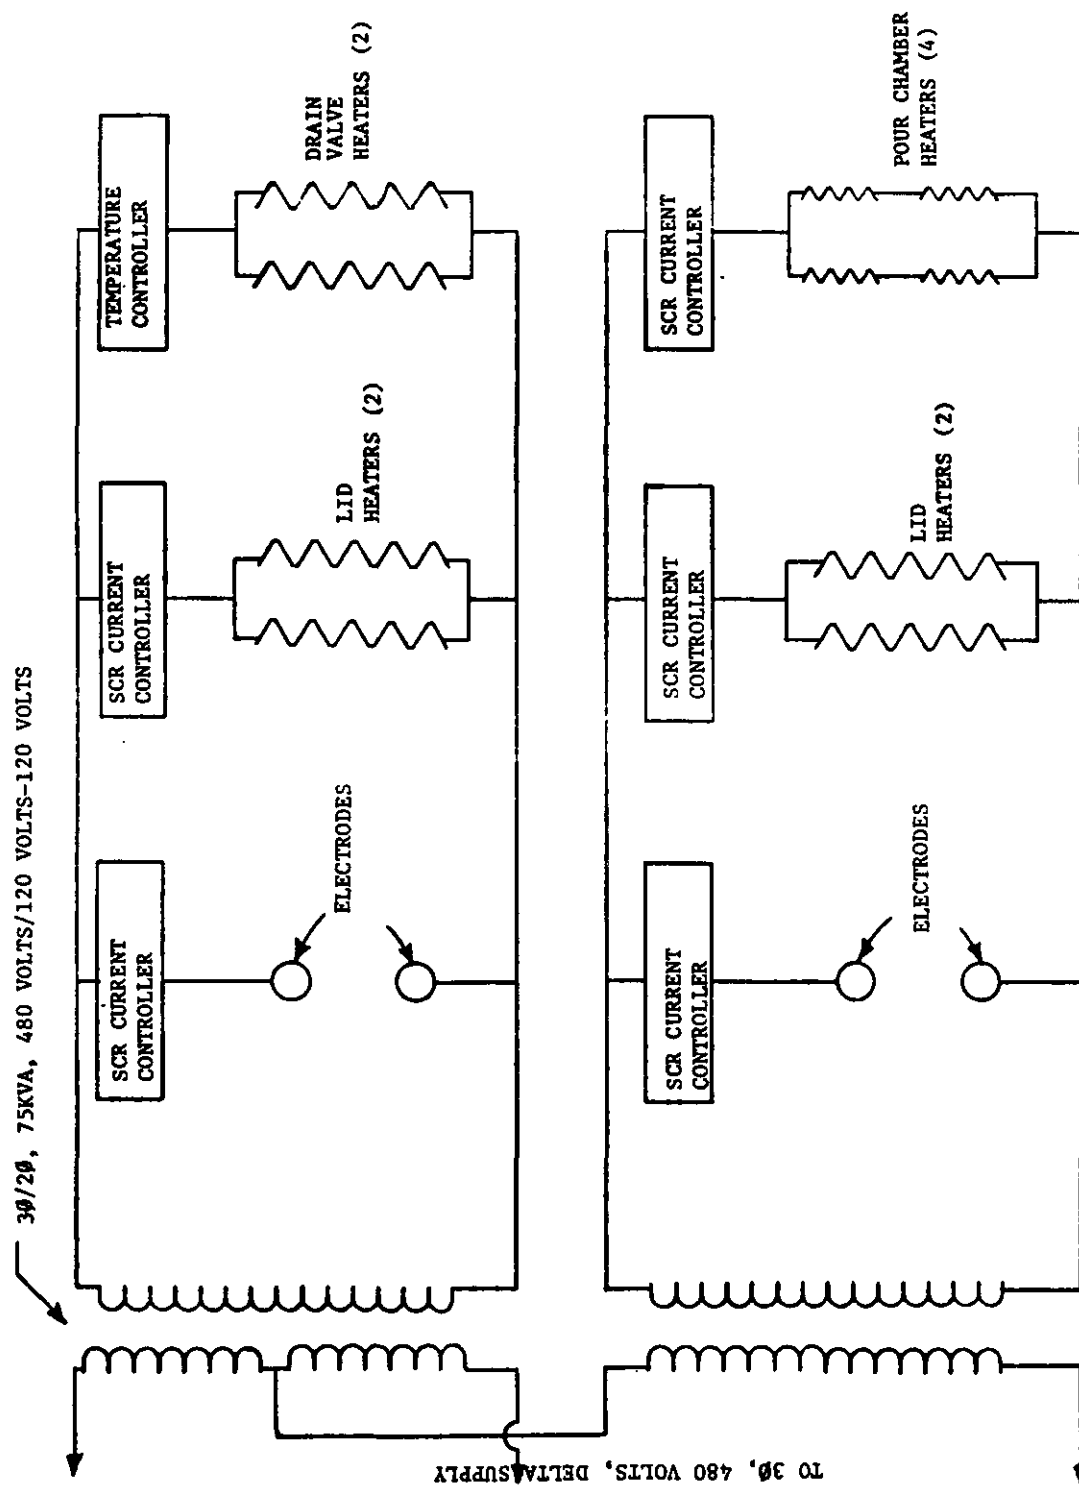 3Ø/2Ø, 75KVA, 480 VOLTS/120 VOLTS-120 VOLTS
SCR CURRENT
CONTROLLER
ELECTRODES
SCR CURRENT
CONTROLLER
LID
HEATERS (2)
TEMPERATURE
CONTROLLER
DRAIN
VALVE
HEATERS (2)
TO 3Ø, 480 VOLTS, DELTA SUPPLY
SCR CURRENT
CONTROLLER
ELECTRODES
SCR CURRENT
CONTROLLER
LID
HEATERS (2)
SCR CURRENT
CONTROLLER
POUR CHAMBER
HEATERS (4)